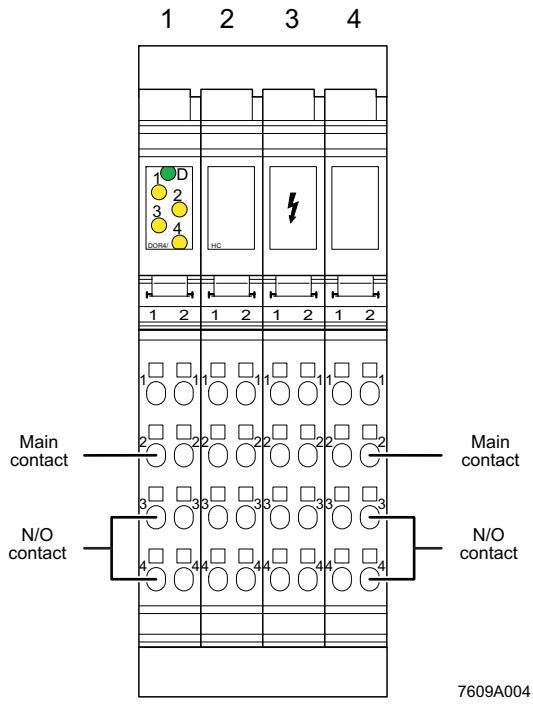 1 2 3 4
D
1
2
3
4
DOR4/ HC
1 2 1 2 1 2 1 2
1 1 1 1 1 1 1 1
2 2 2 2 2 2 2 2
Main
contact
Main
contact
3 3 3 3 3 3 3 3
N/O
contact
N/O
contact
4 4 4 4 4 4 4 4
7609A004